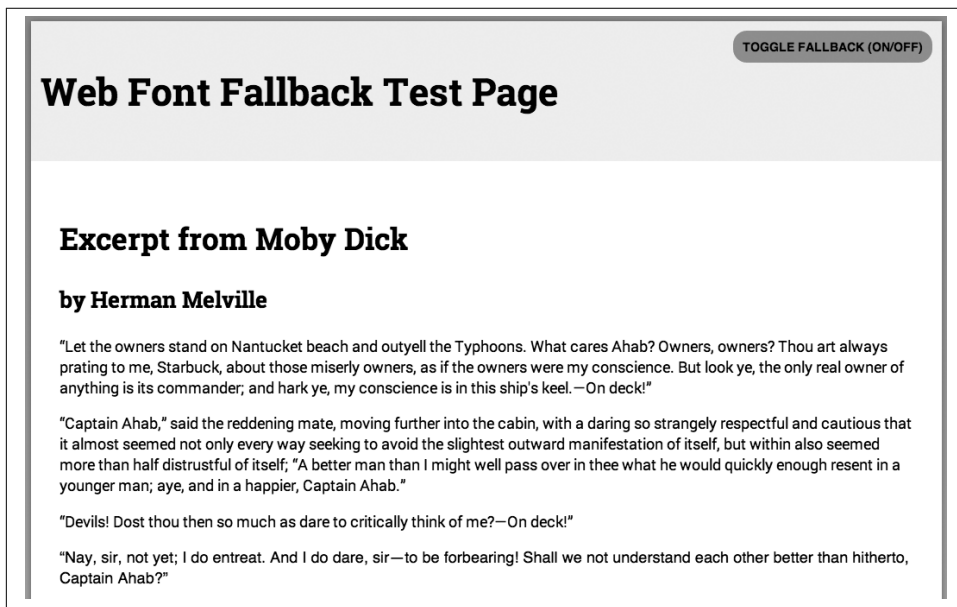 TOGGLE FALLBACK (ON/OFF)
Web Font Fallback Test Page
Excerpt from Moby Dick
by Herman Melville
“Let the owners stand on Nantucket beach and outyell the Typhoons. What cares Ahab? Owners, owners? Thou art always
prating to me, Starbuck, about those miserly owners, as if the owners were my conscience. But look ye, the only real owner of
anything is its commander; and hark ye, my conscience is in this ship's keel.—On deck!”
“Captain Ahab,” said the reddening mate, moving further into the cabin, with a daring so strangely respectful and cautious that
it almost seemed not only every way seeking to avoid the slightest outward manifestation of itself, but within also seemed
more than half distrustful of itself; “A better man than I might well pass over in thee what he would quickly enough resent in a
younger man; aye, and in a happier, Captain Ahab.”
“Devils! Dost thou then so much as dare to critically think of me?—On deck!”
“Nay, sir, not yet; I do entreat. And I do dare, sir—to be forbearing! Shall we not understand each other better than hitherto,
Captain Ahab?”